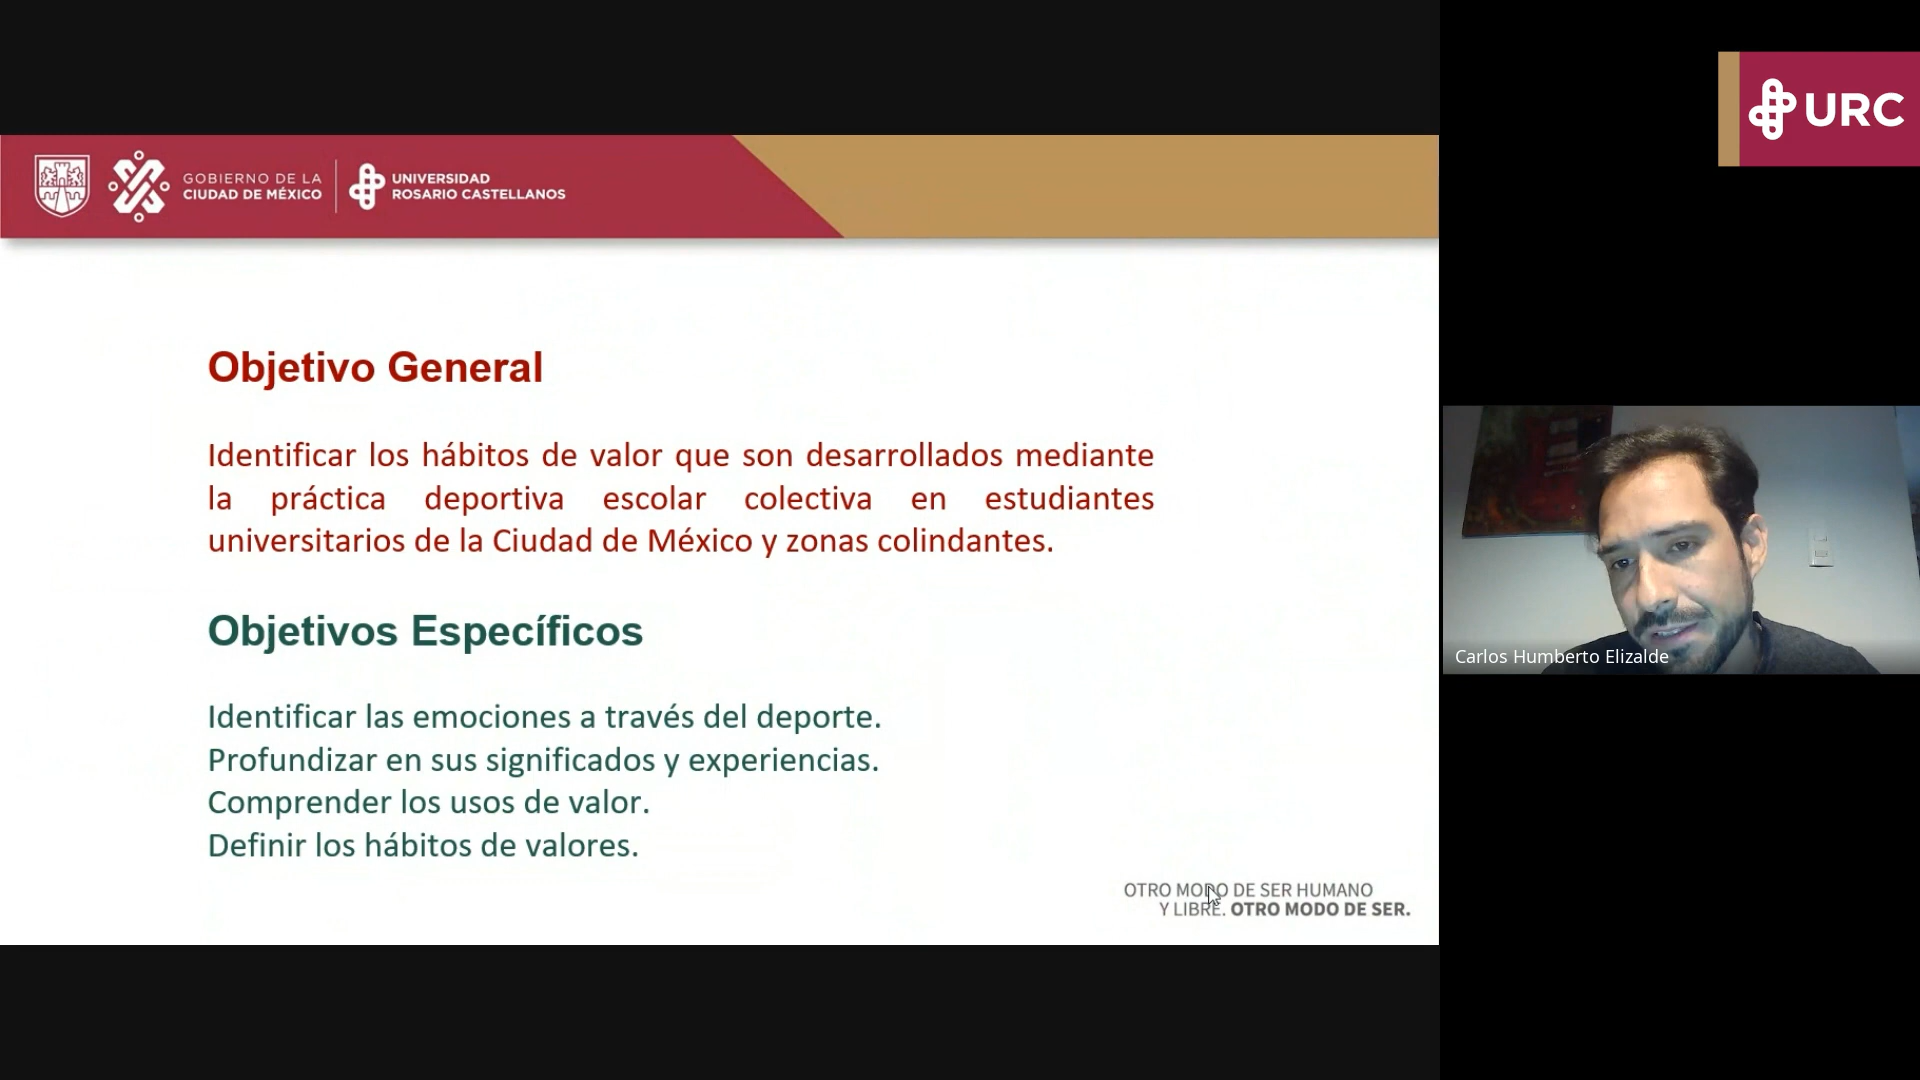 GOBIERNO DE LA
CIUDAD DE MÉXICO
UNIVERSIDAD
ROSARIO CASTELLANOS
URC
Objetivo General
Identificar los hábitos de valor que son desarrollados mediante
la práctica deportiva escolar colectiva en estudiantes
universitarios de la Ciudad de México y zonas colindantes.
Objetivos Específicos
Identificar las emociones a través del deporte.
Profundizar en sus significados y experiencias.
Comprender los usos de valor.
Definir los hábitos de valores.
OTRO MODO DE SER HUMANO
Y LIBRE. OTRO MODO DE SER.
Carlos Humberto Elizalde